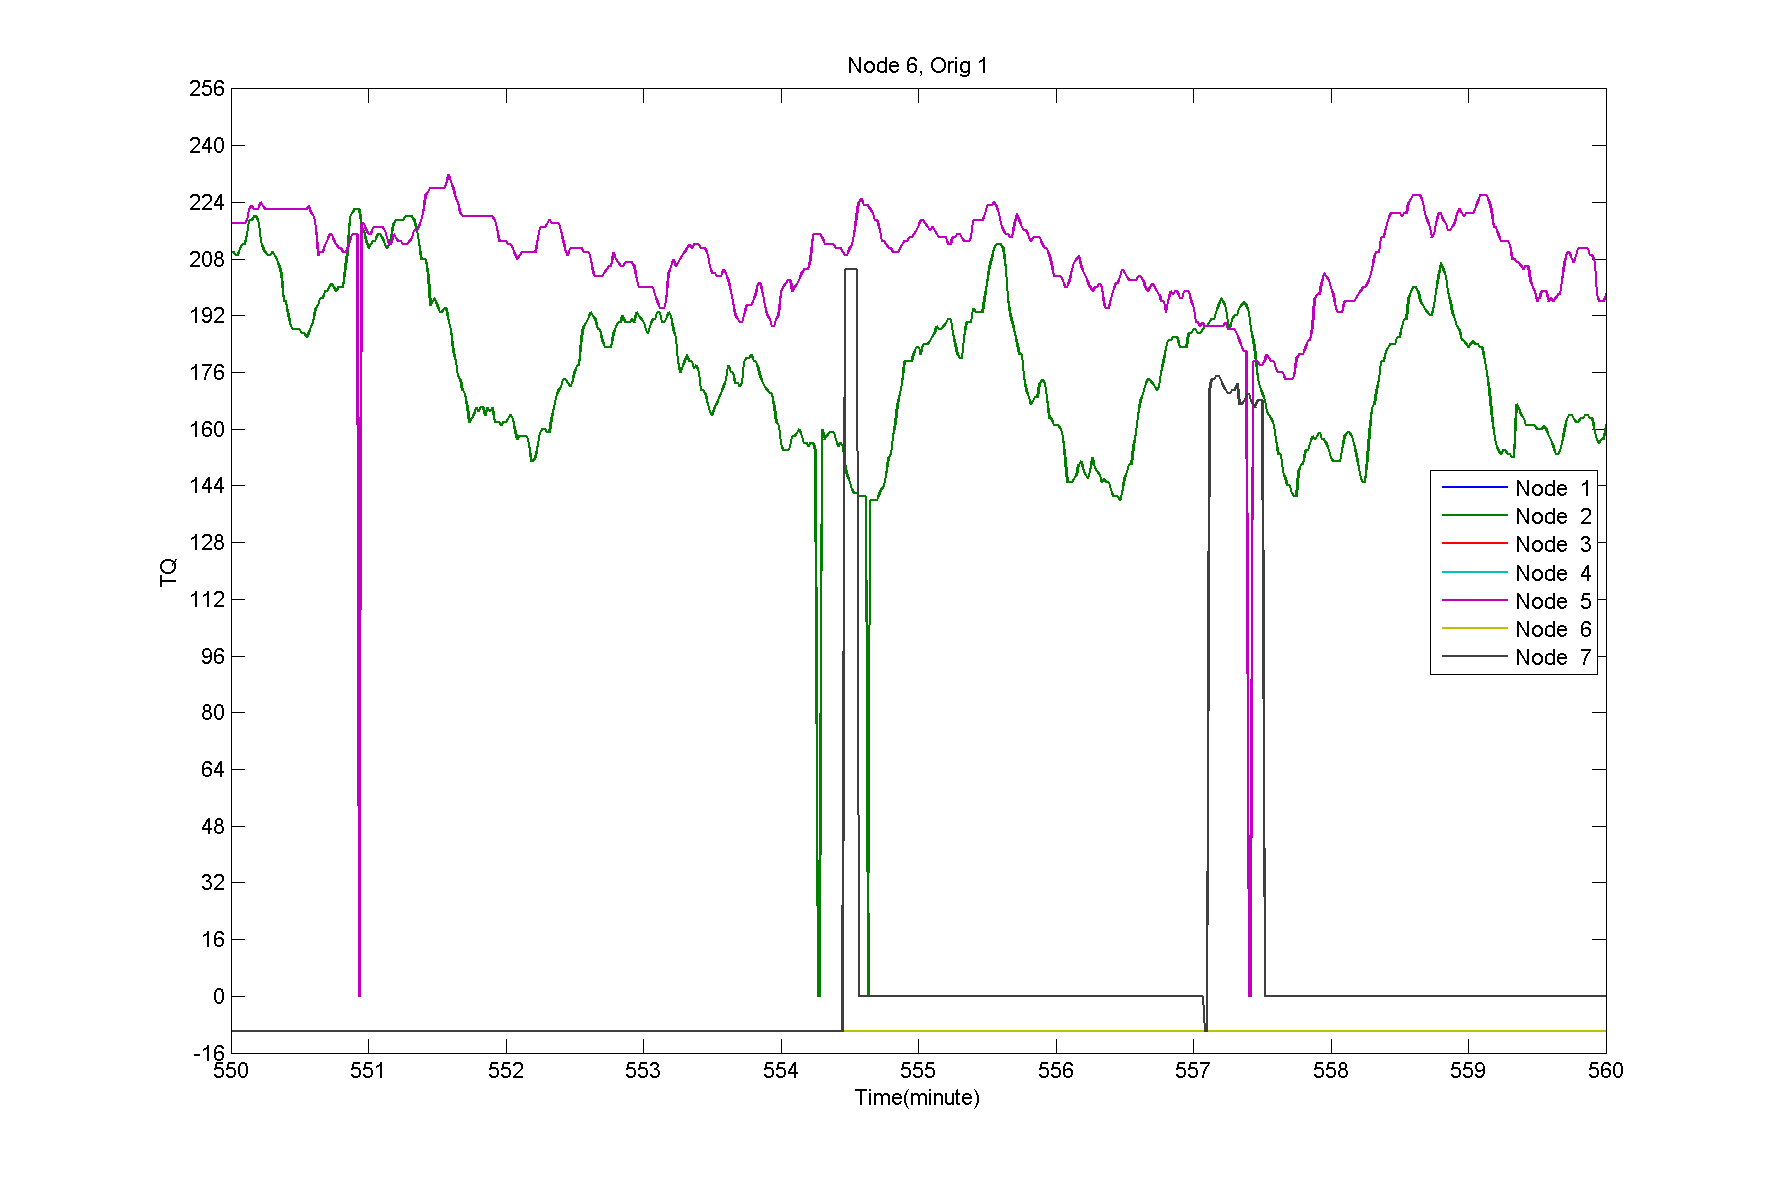 Node 6, Orig 1
256
240
224
208
192
176
160
144
128
112
96
80
64
48
32
16
0
-16
TQ
Node 1
Node 2
Node 3
Node 4
Node 5
Node 6
Node 7
550 551 552 553 554 555 556 557 558 559 560
Time(minute)